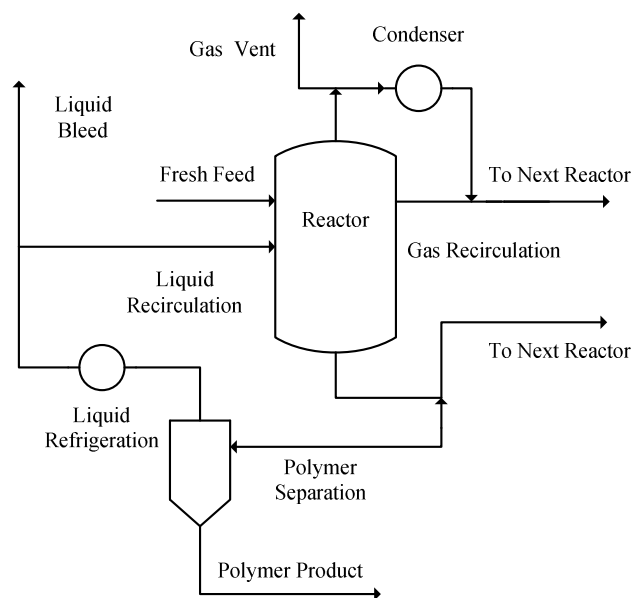 Condenser
Gas Vent
Liquid
Bleed
Fresh Feed
To Next Reactor
Reactor
Gas Recirculation
Liquid
Recirculation
To Next Reactor
Liquid
Refrigeration
Polymer
Separation
Polymer Product